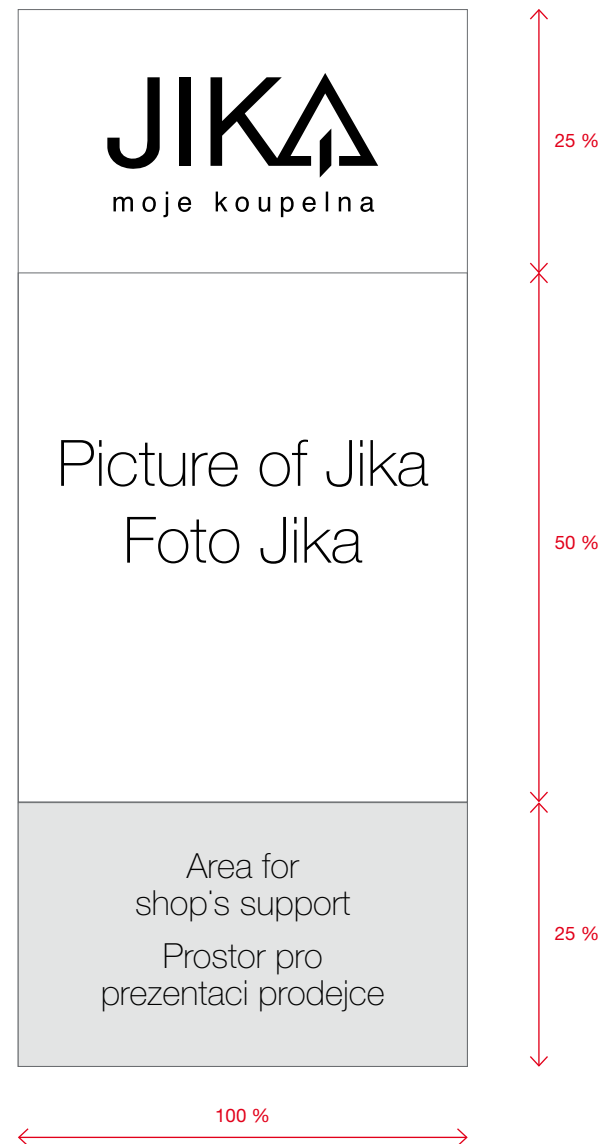 JIKA
moje koupelna
25 %
Picture of Jika
Foto Jika
50 %
Area for
shop's support
Prostor pro
prezentaci prodejce
25 %
100 %